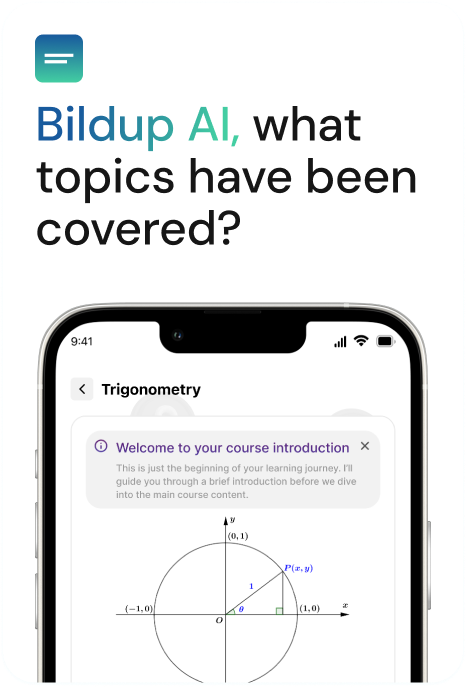 Bildup AI, what
topics have been
covered?
9:41
Trigonometry
Welcome to your course introduction
This is just the beginning of your learning journey. I'll
guide you through a brief introduction before we dive
into the main course content.
y
(0, 1)
P(x, y)
1
(−1, 0)
θ
(1, 0)
x
O